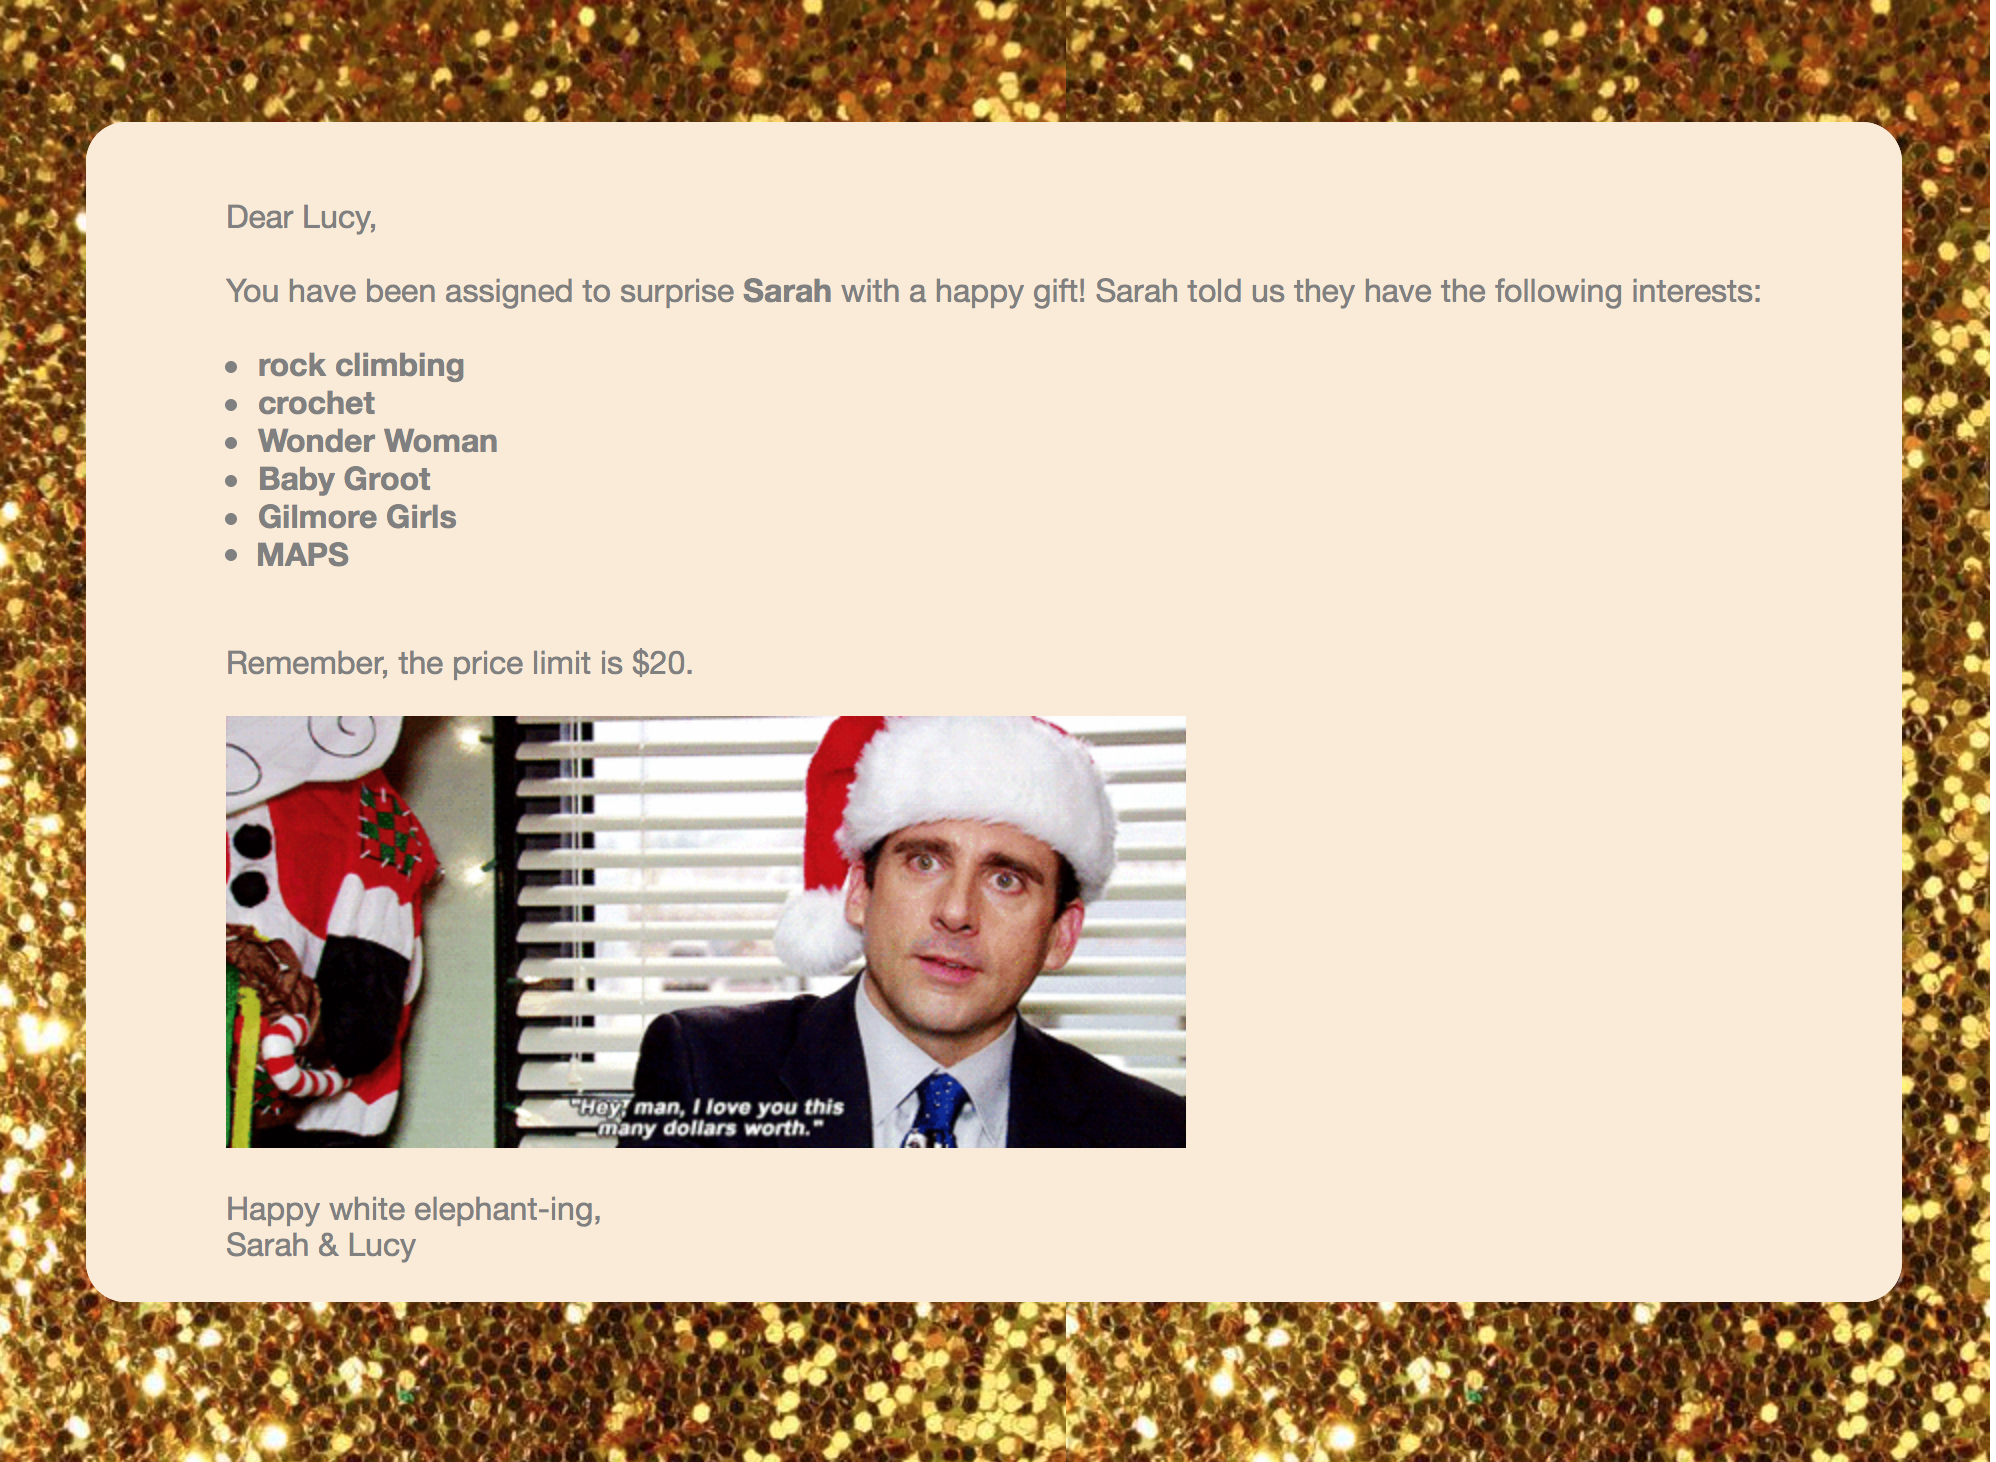 Dear Lucy,
You have been assigned to surprise Sarah with a happy gift! Sarah told us they have the following interests:
• rock climbing
• crochet
• Wonder Woman
• Baby Groot
• Gilmore Girls
• MAPS
Remember, the price limit is $20.
"Hey, man, I love you this
many dollars worth."
Happy white elephant-ing,
Sarah & Lucy